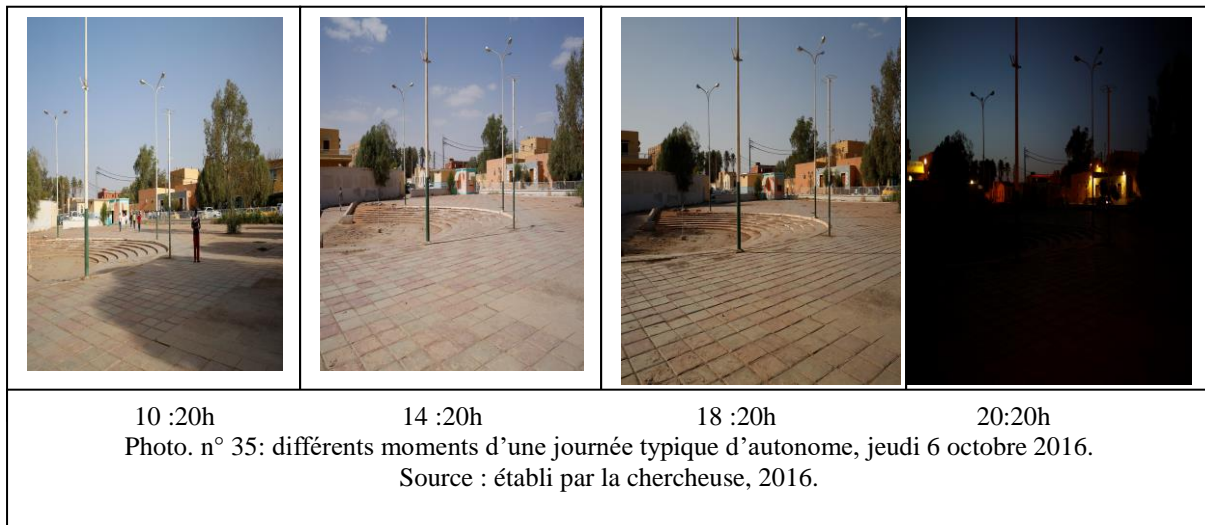 10 :20h 14 :20h 18 :20h 20:20h
Photo. n° 35: différents moments d’une journée typique d’autonome, jeudi 6 octobre 2016.
Source : établi par la chercheuse, 2016.